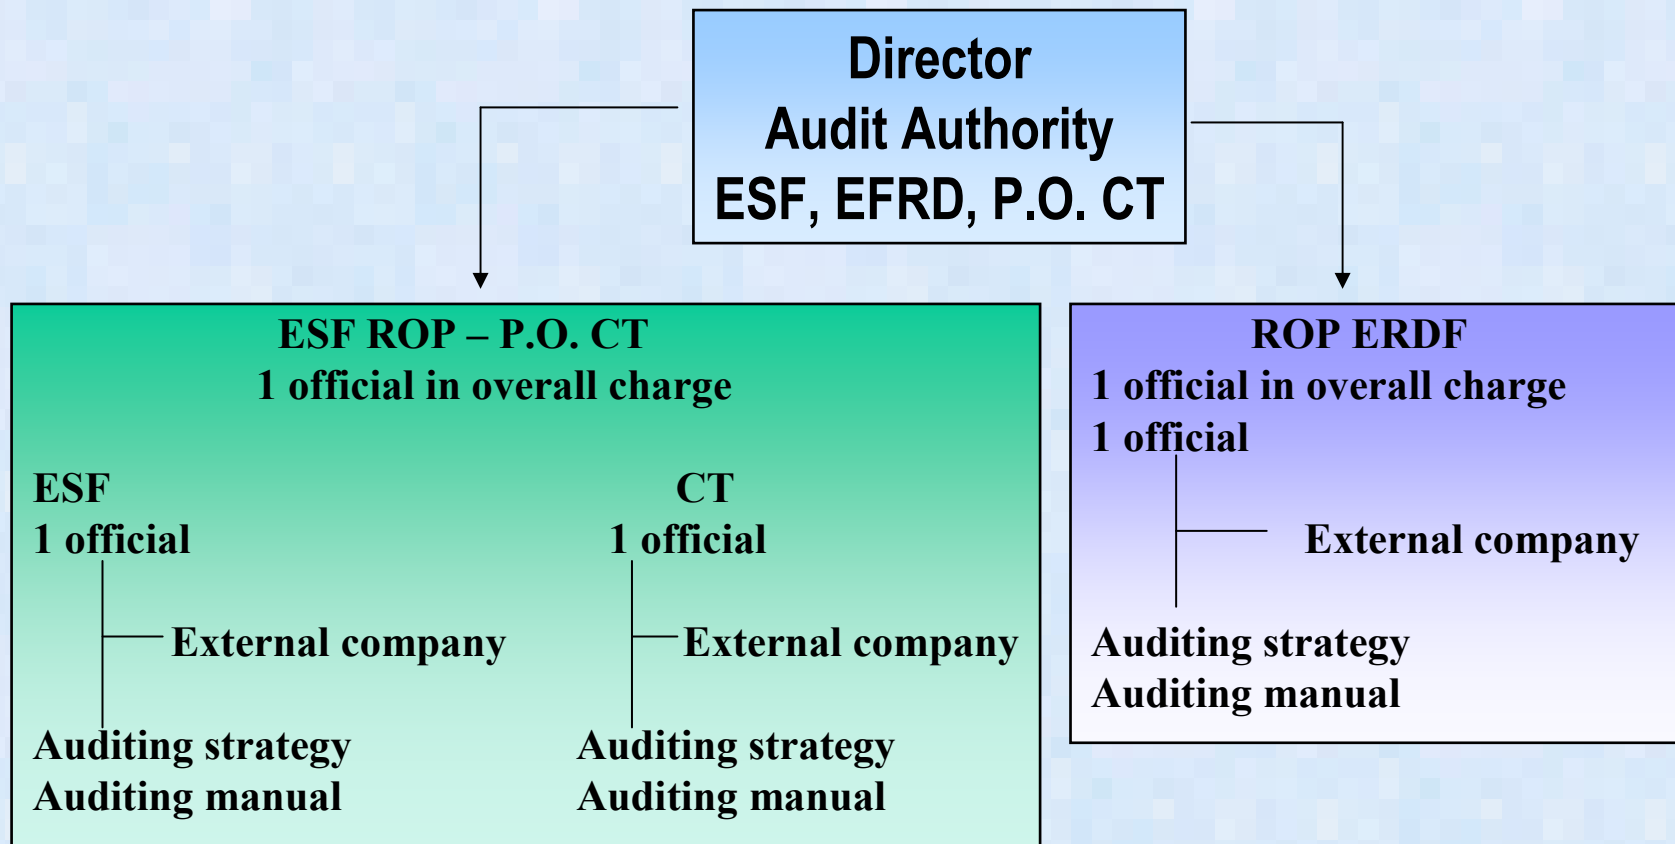 Director
Audit Authority
ESF, EFRD, P.O. CT
ESF ROP – P.O. CT
1 official in overall charge
ESF
1 official
External company
Auditing strategy
Auditing manual
CT
1 official
External company
Auditing strategy
Auditing manual
ROP ERDF
1 official in overall charge
1 official
External company
Auditing strategy
Auditing manual